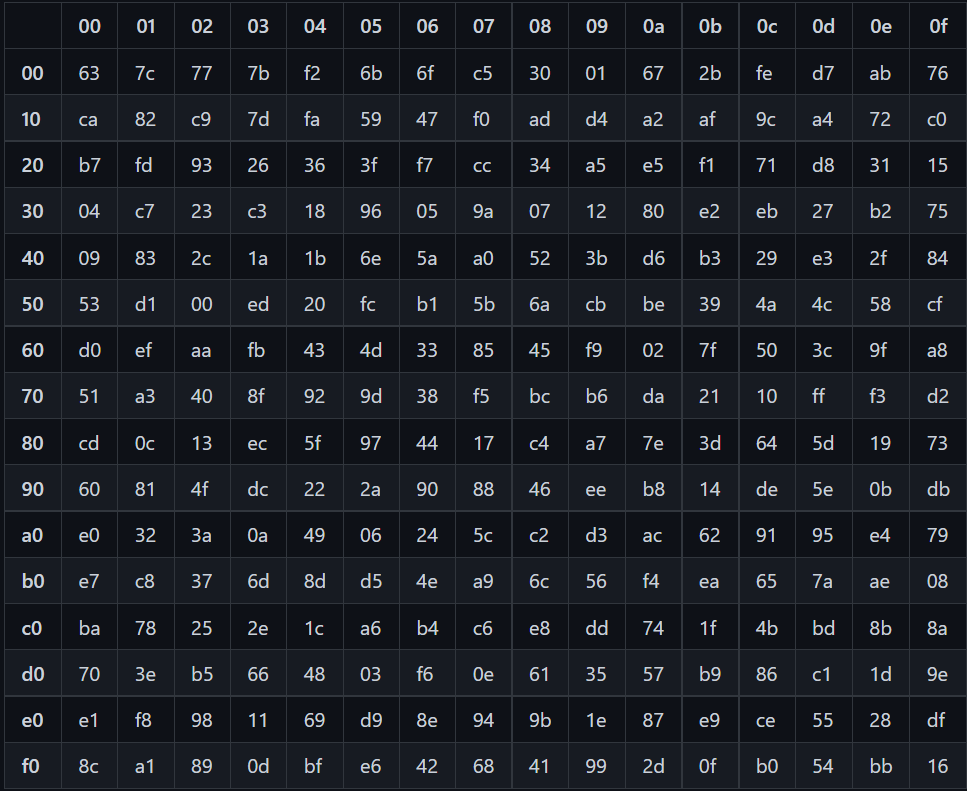 00 01 02 03 04 05 06 07 08 09 0a 0b 0c 0d 0e 0f
00 63 7c 77 7b f2 6b 6f c5 30 01 67 2b fe d7 ab 76
10 ca 82 c9 7d fa 59 47 f0 ad d4 a2 af 9c a4 72 c0
20 b7 fd 93 26 36 3f f7 cc 34 a5 e5 f1 71 d8 31 15
30 04 c7 23 c3 18 96 05 9a 07 12 80 e2 eb 27 b2 75
40 09 83 2c 1a 1b 6e 5a a0 52 3b d6 b3 29 e3 2f 84
50 53 d1 00 ed 20 fc b1 5b 6a cb be 39 4a 4c 58 cf
60 d0 ef aa fb 43 4d 33 85 45 f9 02 7f 50 3c 9f a8
70 51 a3 40 8f 92 9d 38 f5 bc b6 da 21 10 ff f3 d2
80 cd 0c 13 ec 5f 97 44 17 c4 a7 7e 3d 64 5d 19 73
90 60 81 4f dc 22 2a 90 88 46 ee b8 14 de 5e 0b db
a0 e0 32 3a 0a 49 06 24 5c c2 d3 ac 62 91 95 e4 79
b0 e7 c8 37 6d 8d d5 4e a9 6c 56 f4 ea 65 7a ae 08
c0 ba 78 25 2e 1c a6 b4 c6 e8 dd 74 1f 4b bd 8b 8a
d0 70 3e b5 66 48 03 f6 0e 61 35 57 b9 86 c1 1d 9e
e0 e1 f8 98 11 69 d9 8e 94 9b 1e 87 e9 ce 55 28 df
f0 8c a1 89 0d bf e6 42 68 41 99 2d 0f b0 54 bb 16